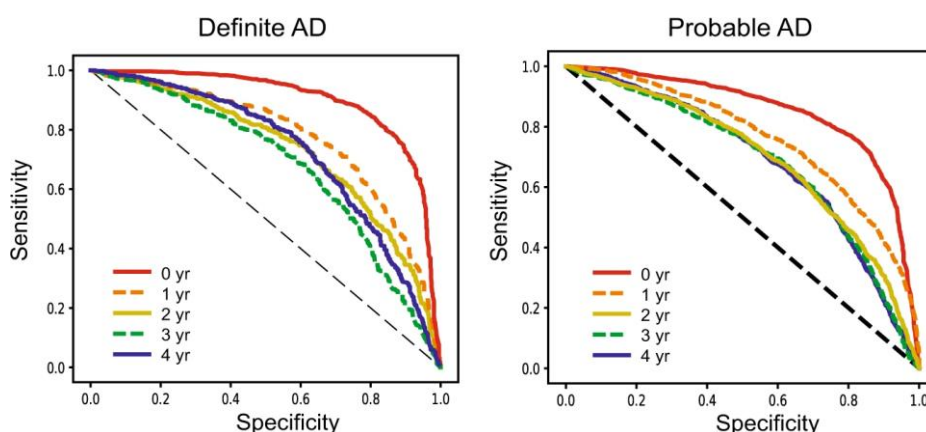 Definite AD
Sensitivity
1.0
0.8
0.6
0.4
0.2
0.0
0 yr
1 yr
2 yr
3 yr
4 yr
0.0 0.2 0.4 0.6 0.8 1.0
Specificity
Probable AD
Sensitivity
1.0
0.8
0.6
0.4
0.2
0.0
0 yr
1 yr
2 yr
3 yr
4 yr
0.0 0.2 0.4 0.6 0.8 1.0
Specificity